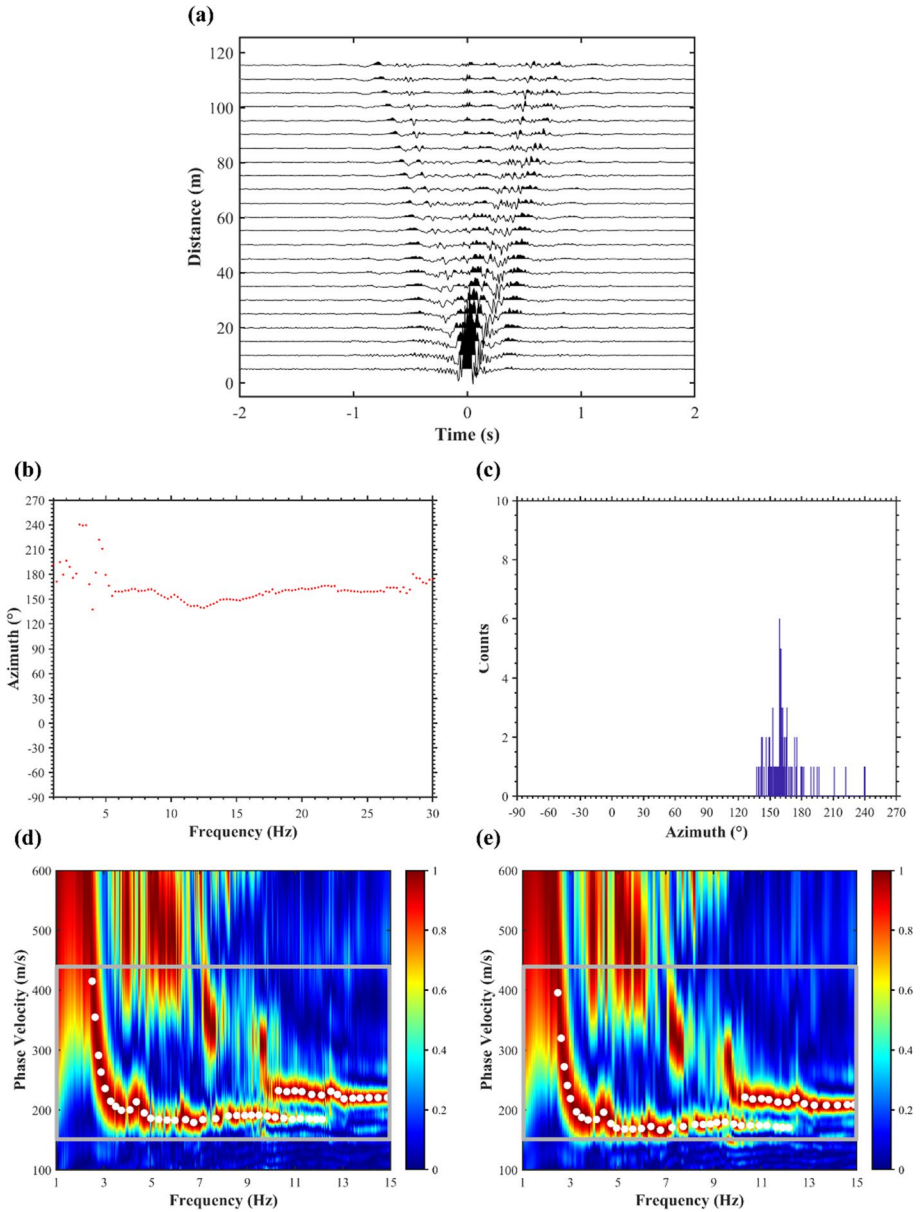 (a)
120
100
80
60
40
20
0
Distance (m)
-2 -1 0 1 2
Time (s)
(b)
270
240
210
180
150
120
90
60
30
0
-30
-60
-90
Azimuth (°)
5 10 15 20 25 30
Frequency (Hz)
(c)
10
8
6
4
2
0
Counts
-90 -60 -30 0 30 60 90 120 150 180 210 240 270
Azimuth (°)
(d)
600
500
400
300
200
100
Phase Velocity (m/s)
1 3 5 7 9 11 13 15
Frequency (Hz)
1
0.8
0.6
0.4
0.2
0
(e)
600
500
400
300
200
100
Phase Velocity (m/s)
1 3 5 7 9 11 13 15
Frequency (Hz)
1
0.8
0.6
0.4
0.2
0